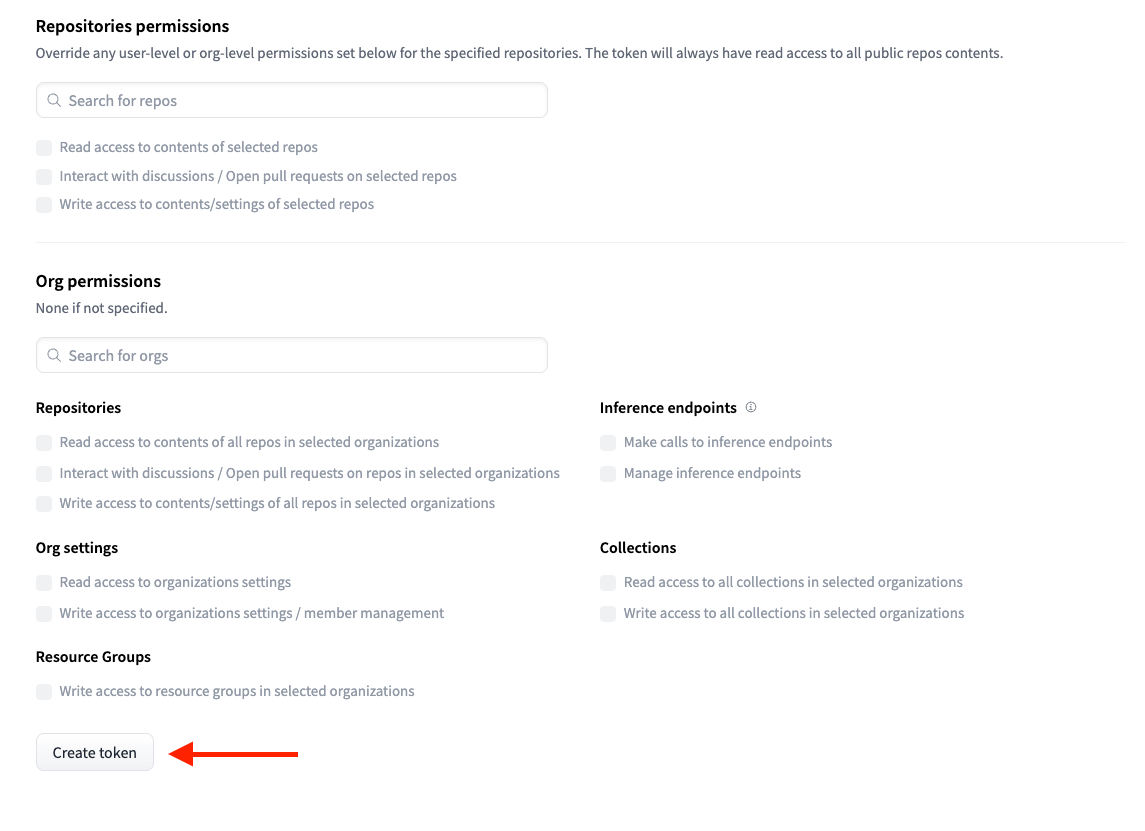 Repositories permissions
Override any user-level or org-level permissions set below for the specified repositories. The token will always have read access to all public repos contents.
Search for repos
Read access to contents of selected repos
Interact with discussions / Open pull requests on selected repos
Write access to contents/settings of selected repos
Org permissions
None if not specified.
Search for orgs
Repositories
Read access to contents of all repos in selected organizations
Interact with discussions / Open pull requests on repos in selected organizations
Write access to contents/settings of all repos in selected organizations
Inference endpoints
Make calls to inference endpoints
Manage inference endpoints
Org settings
Read access to organizations settings
Write access to organizations settings / member management
Collections
Read access to all collections in selected organizations
Write access to all collections in selected organizations
Resource Groups
Write access to resource groups in selected organizations
Create token